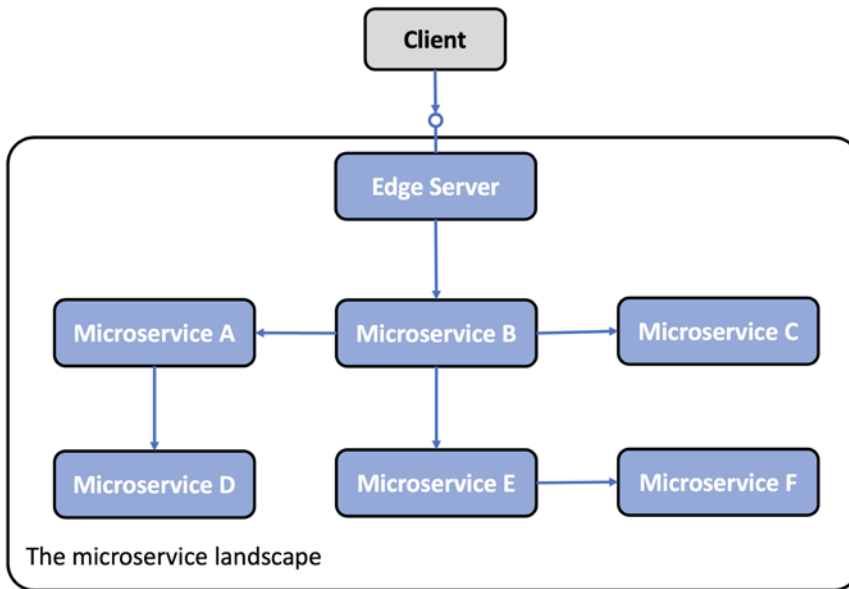 Client
Edge Server
Microservice A
Microservice B
Microservice C
Microservice D
Microservice E
Microservice F
The microservice landscape